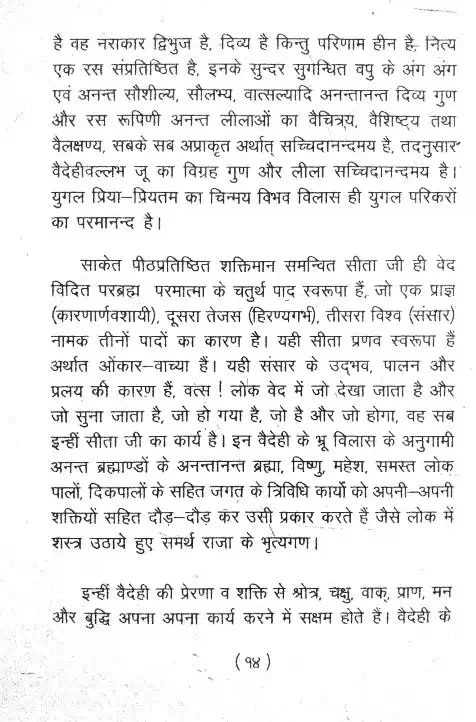 है वह नराकार द्विभुज है, दिव्य है किन्तु परिणाम हीन है, नित्य
एक रस संप्रतिष्ठित है, इनके सुन्दर सुगन्धित वपु के अंग अंग
एवं अनन्त सौशील्य, सौलभ्य, वात्सल्यादि अनन्तानन्त दिव्य गुण
और रस रूपिणी अनन्त लीलाओं का वैचित्र्य, वैशिष्ट्य तथा
वैलक्षण्य, सबके सब अप्राकृत अर्थात् सच्चिदानन्दमय है, तदनुसार
वैदेहीवल्लभ जू का विग्रह गुण और लीला सच्चिदानन्दमय है।
युगल प्रिया–प्रियतम का चिन्मय विभव विलास ही युगल परिकरों
का परमानन्द है।
साकेत पीठप्रतिष्ठित शक्तिमान समन्वित सीता जी ही वेद
विदित परब्रह्म परमात्मा के चतुर्थ पाद स्वरूपा हैं, जो एक प्राज्ञ
(कारणार्णवशायी), दूसरा तेजस (हिरण्यगर्भ), तीसरा विश्व (संसार)
नामक तीनों पादों का कारण है। यही सीता प्रणव स्वरूपा हैं
अर्थात ओंकार–वाच्या हैं। यही संसार के उद्भव, पालन और
प्रलय की कारण हैं, वत्स ! लोक वेद में जो देखा जाता है और
जो सुना जाता है, जो हो गया है, जो है और जो होगा, वह सब
इन्हीं सीता जी का कार्य है। इन वैदेही के भ्रू विलास के अनुगामी
अनन्त ब्रह्माण्डों के अनन्तानन्त ब्रह्मा, विष्णु, महेश, समस्त लोक
पालों, दिकपालों के सहित जगत के त्रिविधि कार्यो को अपनी–अपनी
शक्तियों सहित दौड़–दौड़ कर उसी प्रकार करते हैं जैसे लोक में
शस्त्र उठाये हुए समर्थ राजा के भृत्यगण।
इन्हीं वैदेही की प्रेरणा व शक्ति से श्रोत्र, चक्षु, वाक्, प्राण, मन
और बुद्धि अपना अपना कार्य करने में सक्षम होते हैं। वैदेही के
(१४)